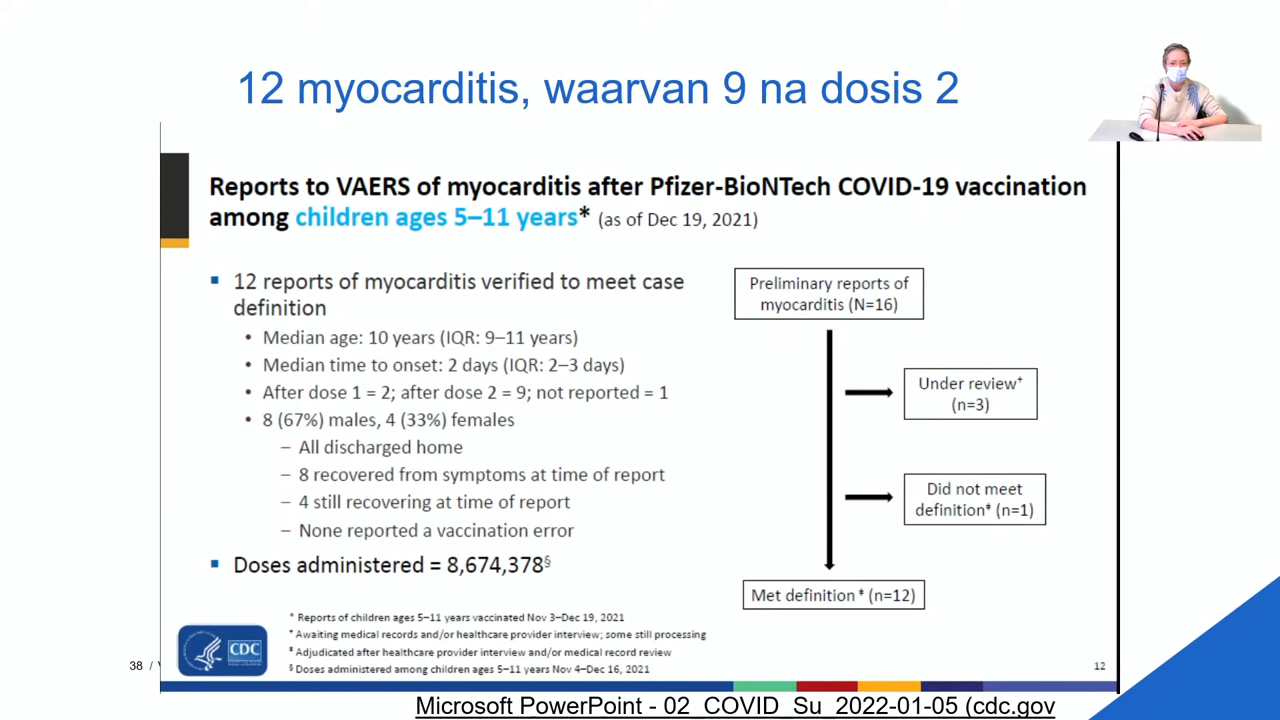 12 myocarditis, waarvan 9 na dosis 2
Reports to VAERS of myocarditis after Pfizer-BioNTech COVID-19 vaccination
among children ages 5–11 years* (as of Dec 19, 2021)
▪ 12 reports of myocarditis verified to meet case
definition
• Median age: 10 years (IQR: 9–11 years)
• Median time to onset: 2 days (IQR: 2–3 days)
• After dose 1 = 2; after dose 2 = 9; not reported = 1
• 8 (67%) males, 4 (33%) females
– All discharged home
– 8 recovered from symptoms at time of report
– 4 still recovering at time of report
– None reported a vaccination error
▪ Doses administered = 8,674,378§
Preliminary reports of
myocarditis (N=16)
Under review†
(n=3)
Did not meet
definition‡ (n=1)
Met definition‡ (n=12)
* Reports of children ages 5–11 years vaccinated Nov 3–Dec 19, 2021
† Awaiting medical records and/or healthcare provider interview; some still processing
‡ Adjudicated after healthcare provider interview and/or medical record review
§ Doses administered among children ages 5–11 years Nov 4–Dec 16, 2021
CDC
38 /
12
Microsoft PowerPoint - 02_COVID_Su_2022-01-05 (cdc.gov